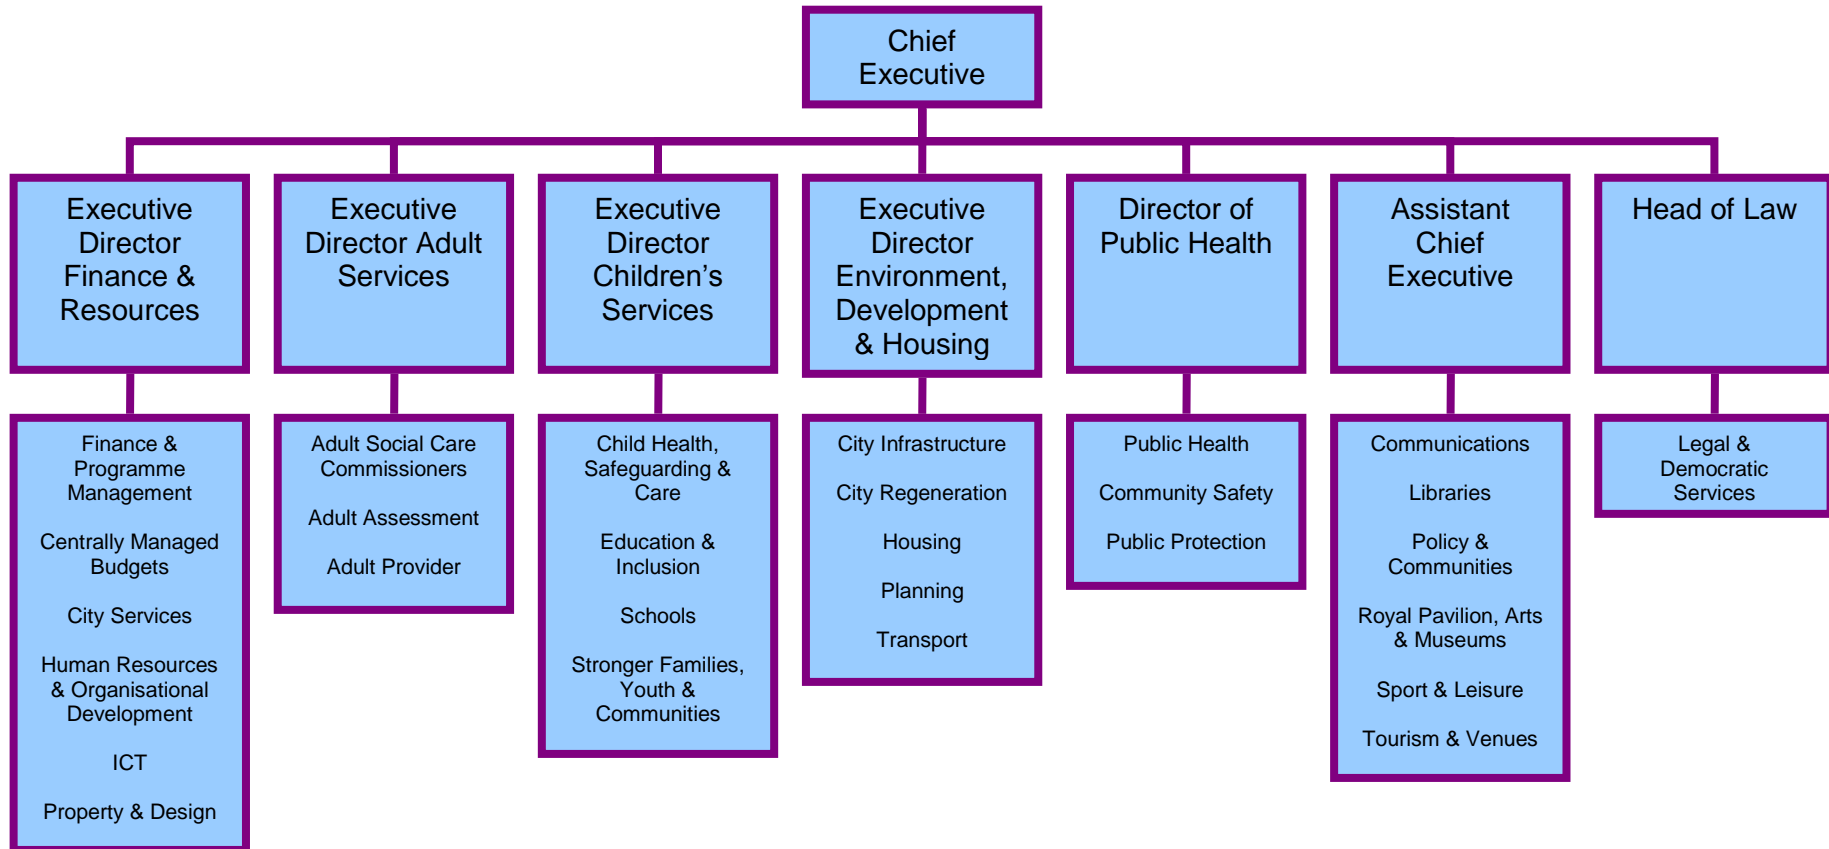 Chief
Executive
Executive
Director
Finance &
Resources
Executive
Director Adult
Services
Executive
Director
Children’s
Services
Executive
Director
Environment,
Development
& Housing
Director of
Public Health
Assistant
Chief
Executive
Head of Law
Finance &
Programme
Management
Centrally Managed
Budgets
City Services
Human Resources
& Organisational
Development
ICT
Property & Design
Adult Social Care
Commissioners
Adult Assessment
Adult Provider
Child Health,
Safeguarding &
Care
Education &
Inclusion
Schools
Stronger Families,
Youth &
Communities
City Infrastructure
City Regeneration
Housing
Planning
Transport
Public Health
Community Safety
Public Protection
Communications
Libraries
Policy &
Communities
Royal Pavilion, Arts
& Museums
Sport & Leisure
Tourism & Venues
Legal &
Democratic
Services